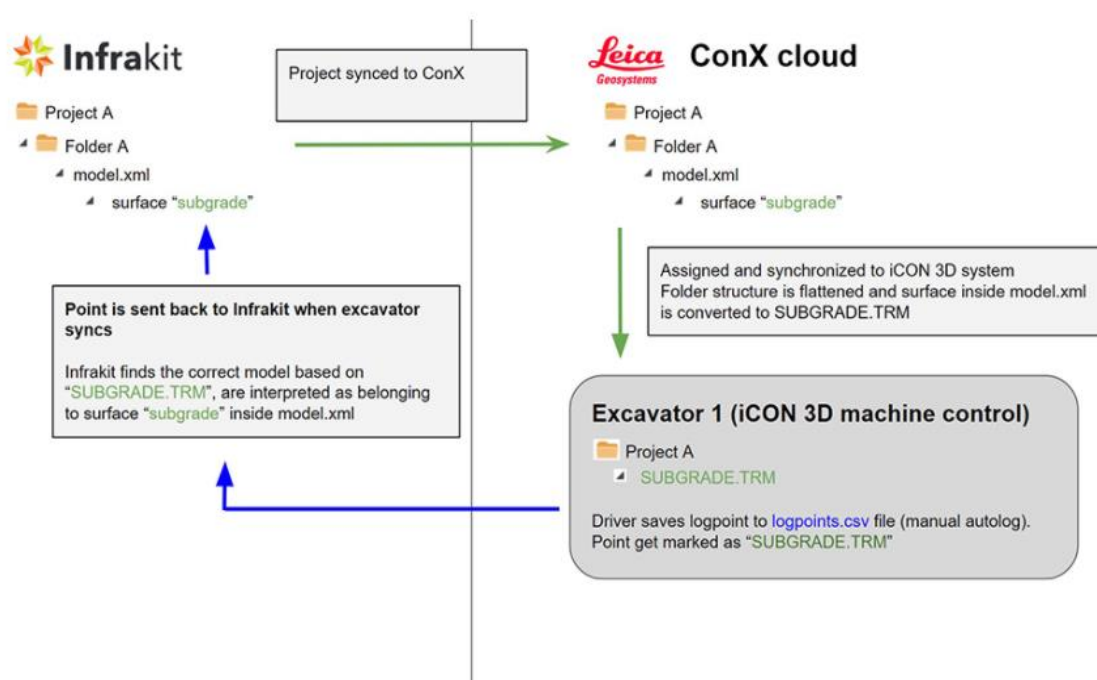 Infrakit
Project A
Folder A
model.xml
surface “subgrade”
Project synced to ConX
Leica
Geosystems
ConX cloud
Project A
Folder A
model.xml
surface “subgrade”
Assigned and synchronized to iCON 3D system
Folder structure is flattened and surface inside model.xml
is converted to SUBGRADE.TRM
Excavator 1 (iCON 3D machine control)
Project A
SUBGRADE.TRM
Driver saves logpoint to logpoints.csv file (manual autolog).
Point get marked as “SUBGRADE.TRM”
Point is sent back to Infrakit when excavator
syncs
Infrakit finds the correct model based on
“SUBGRADE.TRM”, are interpreted as belonging
to surface “subgrade” inside model.xml